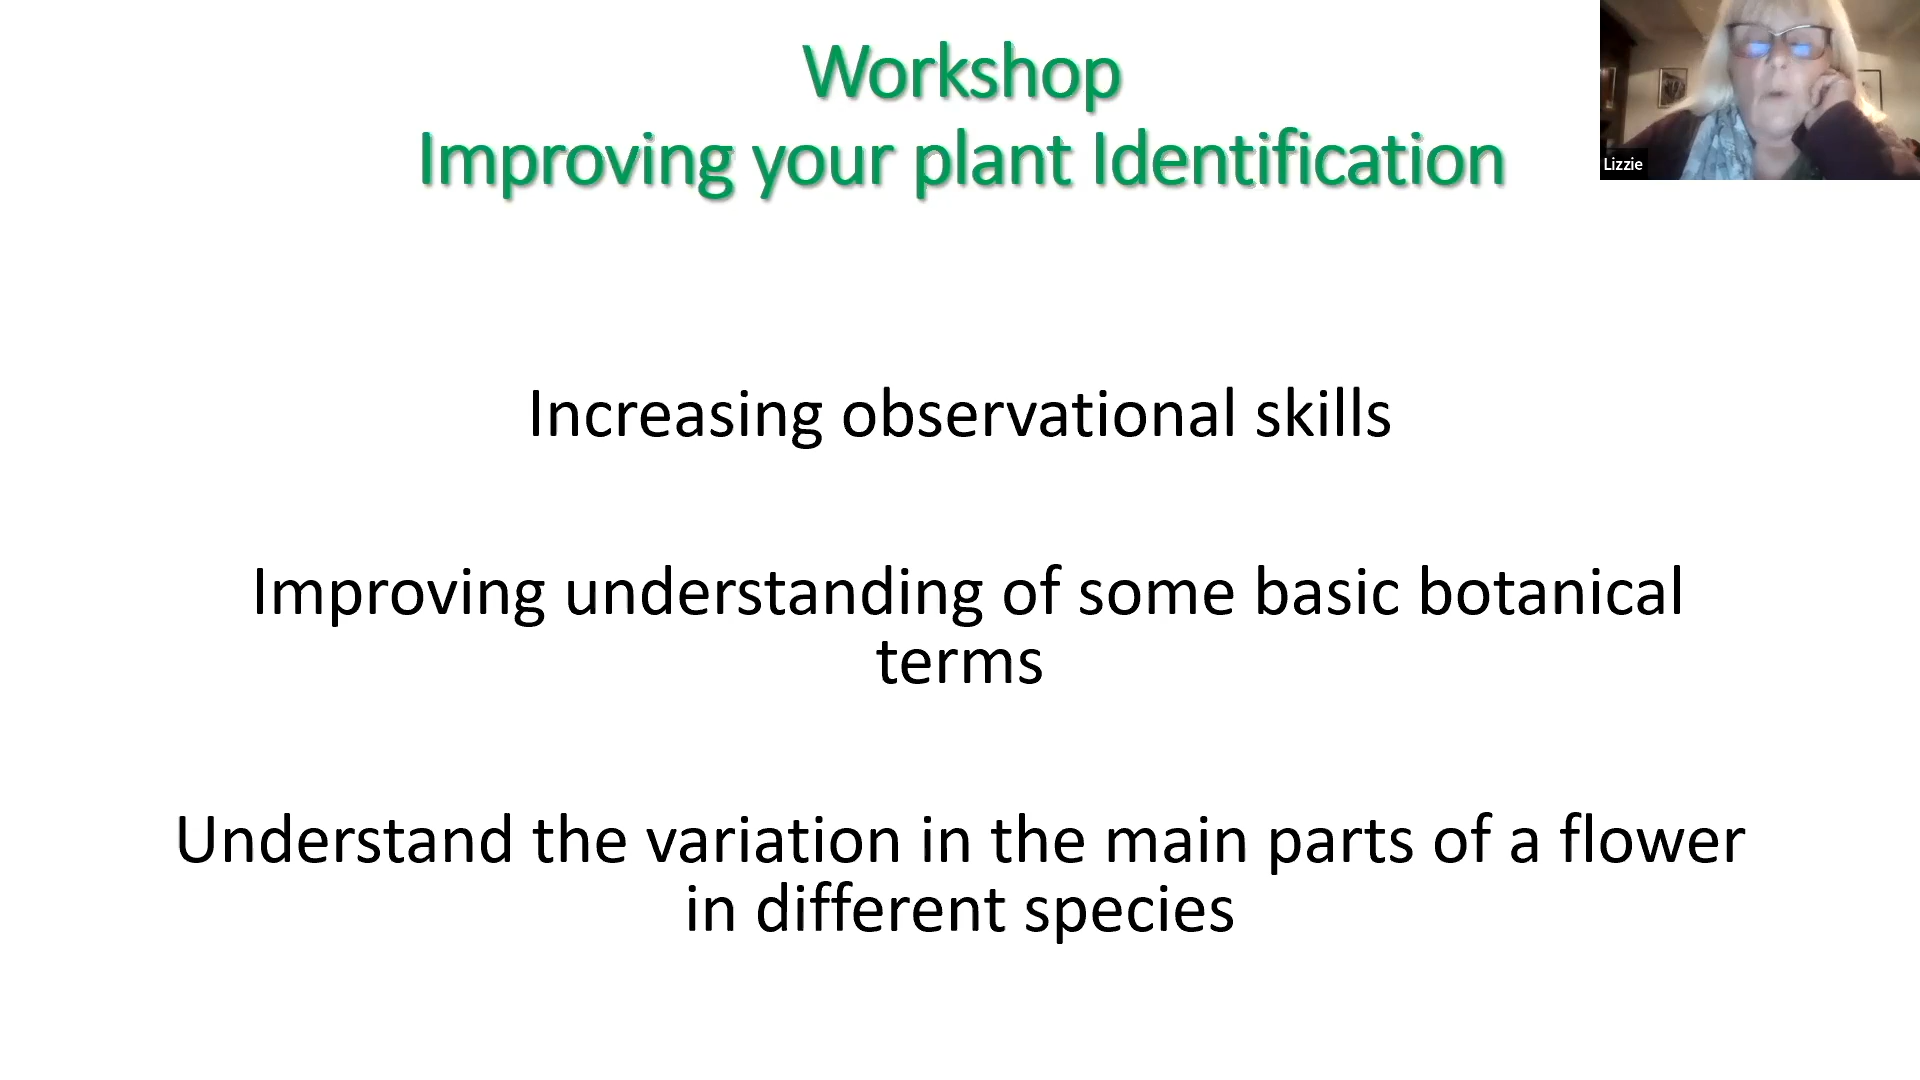 Workshop
Improving your plant Identification
Lizzie
Increasing observational skills
Improving understanding of some basic botanical
terms
Understand the variation in the main parts of a flower
in different species